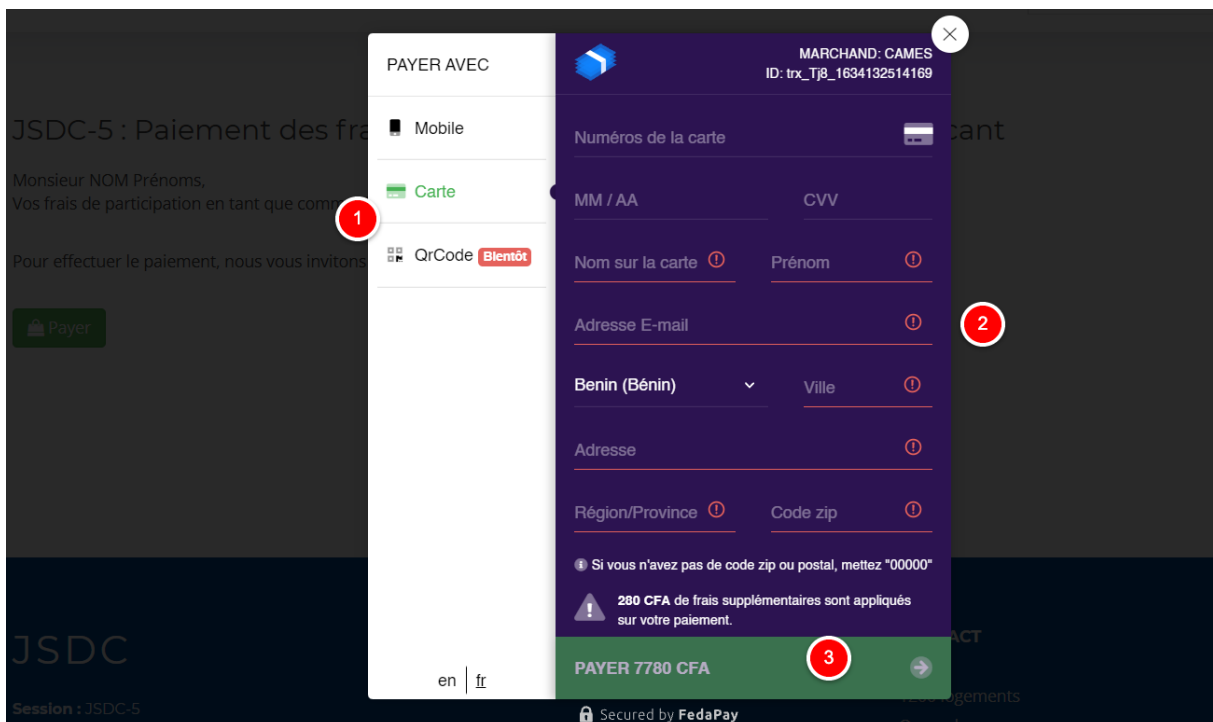 PAYER AVEC
MARCHAND: CAMES
ID: trx_Tj8_1634132514169
JSDC-5 : Paiement des fra
cant
Mobile
Numéros de la carte
Monsieur NOM Prénoms,
Vos frais de participation en tant que comm
Carte
MM / AA
CVV
1
Pour effectuer le paiement, nous vous invitons
QrCode Bientôt
Nom sur la carte
Prénom
Payer
Adresse E-mail
2
Benin (Bénin)
Ville
Adresse
Région/Province
Code zip
Si vous n'avez pas de code zip ou postal, mettez "00000"
280 CFA de frais supplémentaires sont appliqués
sur votre paiement.
JSDC
ACT
PAYER 7780 CFA
3
en | fr
logements
Session : JSDC-5
Secured by FedaPay